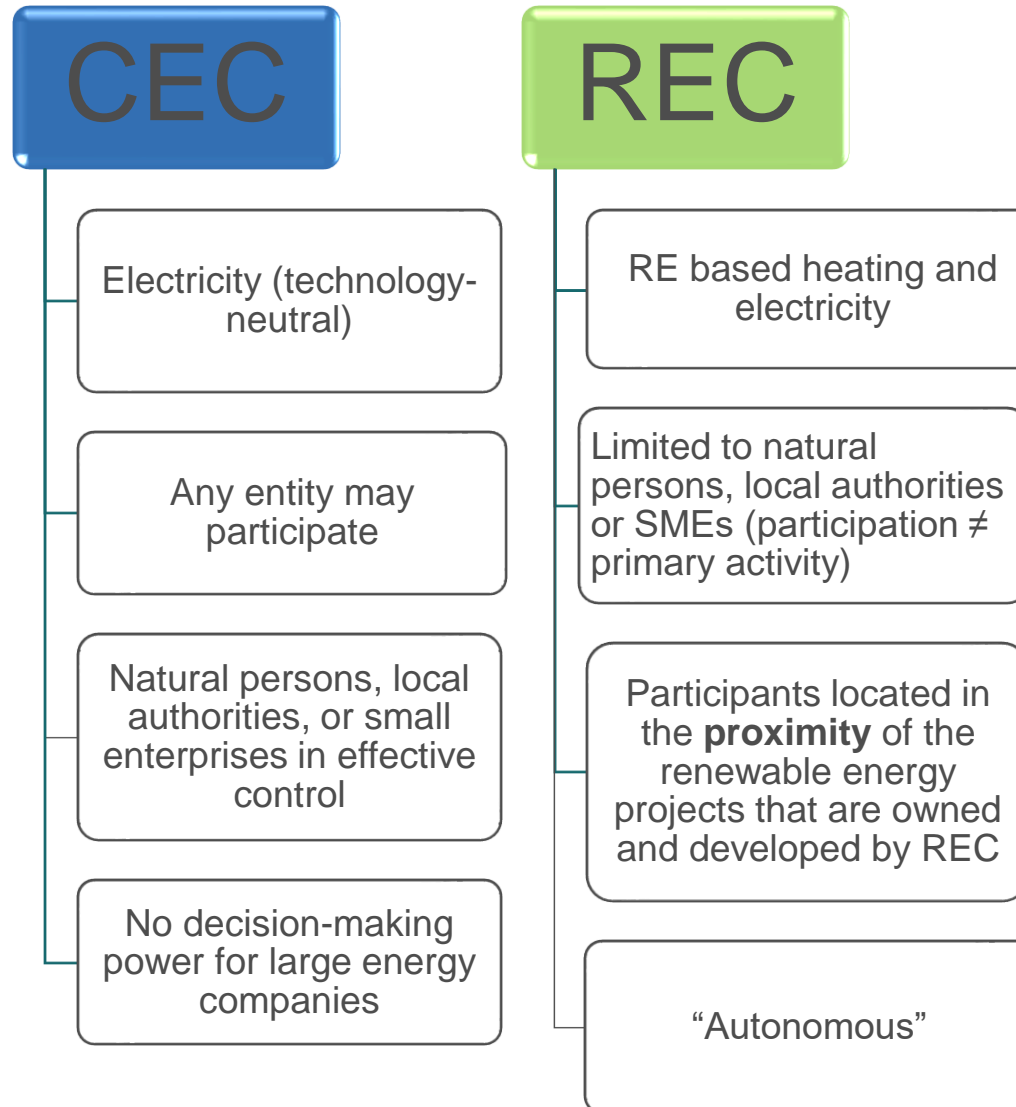 CEC
Electricity (technology-
neutral)
Any entity may
participate
Natural persons, local
authorities, or small
enterprises in effective
control
No decision-making
power for large energy
companies
REC
RE based heating and
electricity
Limited to natural
persons, local authorities
or SMEs (participation ≠
primary activity)
Participants located in
the proximity of the
renewable energy
projects that are owned
and developed by REC
“Autonomous”